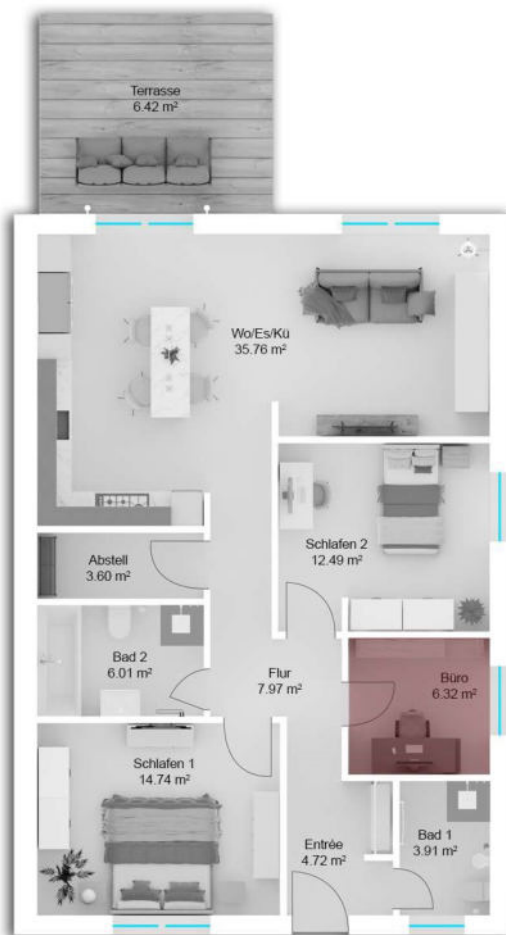 Terrasse
6.42 m²
Wo/Es/Kü
35.76 m²
Schlafen 2
12.49 m²
Abstell
3.60 m²
Bad 2
6.01 m²
Flur
7.97 m²
Büro
6.32 m²
Schlafen 1
14.74 m²
Entrée
4.72 m²
Bad 1
3.91 m²